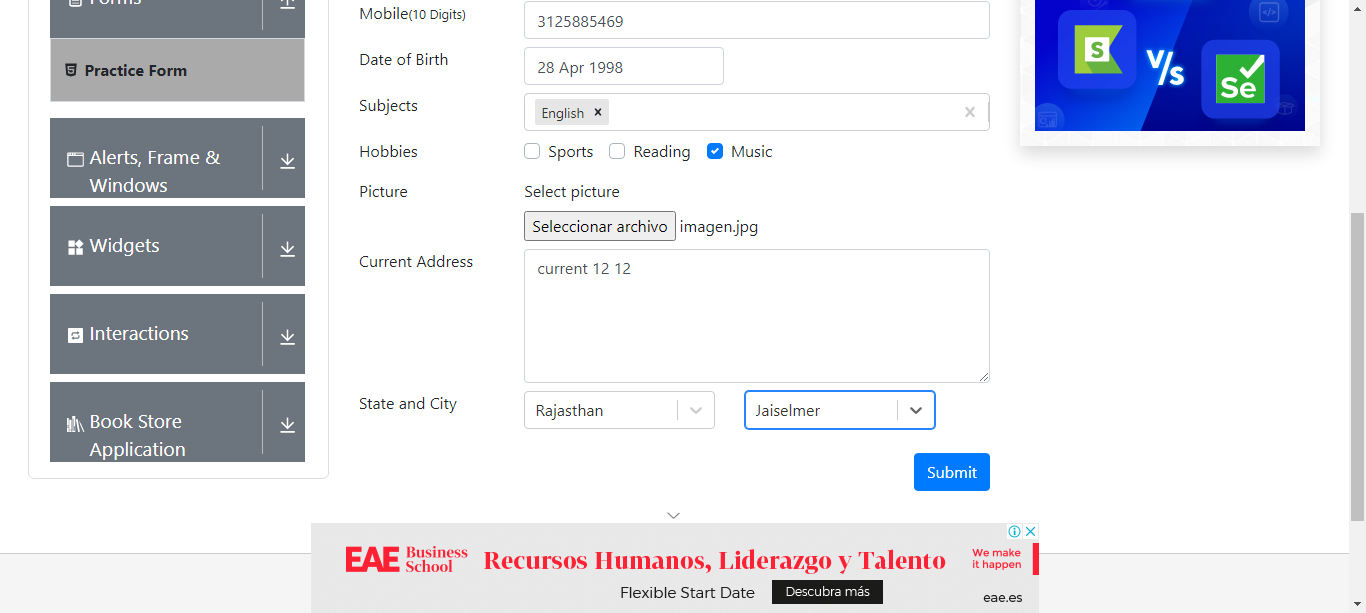 Forms
Practice Form
Alerts, Frame &
Windows
Widgets
Interactions
Book Store
Application
Mobile(10 Digits)
3125885469
Date of Birth
28 Apr 1998
Subjects
English
Hobbies
Sports
Reading
Music
Picture
Select picture
Seleccionar archivo
imagen.jpg
Current Address
current 12 12
State and City
Rajasthan
Jaiselmer
Submit
S
V/s
Se
EAE Business
School
Recursos Humanos, Liderazgo y Talento
Flexible Start Date
Descubra más
We make
it happen
eae.es